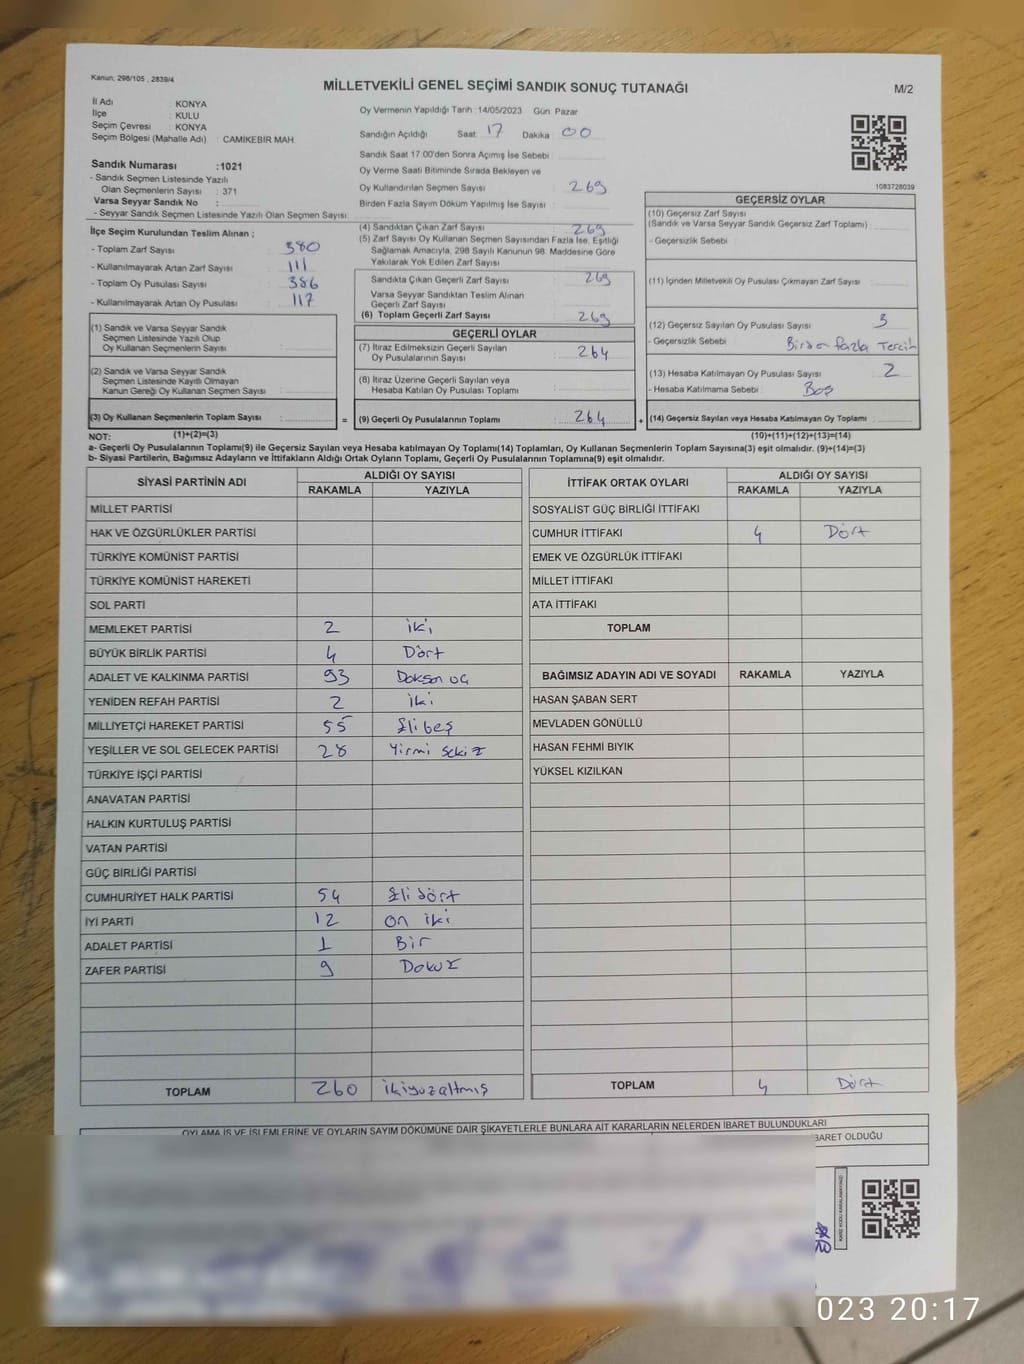 Kanun; 298/105 , 2839/4
MİLLETVEKİLİ GENEL SEÇİMİ SANDIK SONUÇ TUTANAĞI
M/2
İl Adı : KONYA
İlçe : KULU
Seçim Çevresi : KONYA
Seçim Bölgesi (Mahalle Adı) : CAMİKEBİR MAH
Sandık Numarası :1021
- Sandık Seçmen Listesinde Yazılı
Olan Seçmenlerin Sayısı : 371
Varsa Seyyar Sandık No :
- Seyyar Sandık Seçmen Listesinde Yazılı Olan Seçmen Sayısı:
Oy Vermenin Yapıldığı Tarih :14/05/2023 Gün: Pazar
Sandığın Açıldığı Saat: 17 Dakika : 00
Sandık Saat 17:00'den Sonra Açımış İse Sebebi :
Oy Verme Saati Bitiminde Sırada Bekleyen ve
Oy Kullandırılan Seçmen Sayısı : 269
Birden Fazla Sayım Döküm Yapılmış İse Sayısı :
1083728039
İlçe Seçim Kurulundan Teslim Alınan ;
- Toplam Zarf Sayısı : 380
- Kullanılmayarak Artan Zarf Sayısı : 111
- Toplam Oy Pusulası Sayısı : 386
- Kullanılmayarak Artan Oy Pusulası : 117
(1) Sandık ve Varsa Seyyar Sandık
Seçmen Listesinde Yazılı Olup
Oy Kullanan Seçmenlerin Sayısı :
(2) Sandık ve Varsa Seyyar Sandık
Seçmen Listesinde Kayıtlı Olmayan
Kanun Gereği Oy Kullanan Seçmen Sayısı :
(3) Oy Kullanan Seçmenlerin Toplam Sayısı :
(1)+(2)=(3)
(4) Sandıktan Çıkan Zarf Sayısı : 269
(5) Zarf Sayısı Oy Kullanan Seçmen Sayısından Fazla İse, Eşitliği
Sağlamak Amacıyla, 298 Sayılı Kanunun 98. Maddesine Göre
Yakılarak Yok Edilen Zarf Sayısı :
Sandıkta Çıkan Geçerli Zarf Sayısı : 269
Varsa Seyyar Sandıktan Teslim Alınan
Geçerli Zarf Sayısı :
(6) Toplam Geçerli Zarf Sayısı : 269
GEÇERLİ OYLAR
(7) İtiraz Edilmeksizin Geçerli Sayılan
Oy Pusulalarının Sayısı : 264
(8) İtiraz Üzerine Geçerli Sayılan veya
Hesaba Katılan Oy Pusulası Toplamı :
= (9) Geçerli Oy Pusulalarının Toplamı : 264
GEÇERSİZ OYLAR
(10) Geçersiz Zarf Sayısı
(Sandık ve Varsa Seyyar Sandık Geçersiz Zarf Toplamı) :
- Geçersizlik Sebebi :
(11) İçinden Milletvekili Oy Pusulası Çıkmayan Zarf Sayısı :
(12) Geçersiz Sayılan Oy Pusulası Sayısı : 3
- Geçersizlik Sebebi : Birden fazla Tercih
(13) Hesaba Katılmayan Oy Pusulası Sayısı : 2
- Hesaba Katılmama Sebebi : Boş
+ (14) Geçersiz Sayılan veya Hesaba Katılmayan Oy Toplamı :
(10)+(11)+(12)+(13)=(14)
NOT:
a- Geçerli Oy Pusulalarının Toplamı(9) ile Geçersiz Sayılan veya Hesaba katılmayan Oy Toplamı(14) Toplamları, Oy Kullanan Seçmenlerin Toplam Sayısına(3) eşit olmalıdır. (9)+(14)=(3)
b- Siyasi Partilerin, Bağımsız Adayların ve İttifakların Aldığı Ortak Oyların Toplamı, Geçerli Oy Pusulalarının Toplamına(9) eşit olmalıdır.
SİYASİ PARTİNİN ADI ALDIĞI OY SAYISI
RAKAMLA YAZIYLA
MİLLET PARTİSİ
HAK VE ÖZGÜRLÜKLER PARTİSİ
TÜRKİYE KOMÜNİST PARTİSİ
TÜRKİYE KOMÜNİST HAREKETİ
SOL PARTİ
MEMLEKET PARTİSİ 2 iki
BÜYÜK BİRLİK PARTİSİ 4 Dört
ADALET VE KALKINMA PARTİSİ 93 Doksan üç
YENİDEN REFAH PARTİSİ 2 iki
MİLLİYETÇİ HAREKET PARTİSİ 55 Elibeş
YEŞİLLER VE SOL GELECEK PARTİSİ 28 Yirmi sekiz
TÜRKİYE İŞÇİ PARTİSİ
ANAVATAN PARTİSİ
HALKIN KURTULUŞ PARTİSİ
VATAN PARTİSİ
GÜÇ BİRLİĞİ PARTİSİ
CUMHURİYET HALK PARTİSİ 54 Eli dört
İYİ PARTİ 12 on iki
ADALET PARTİSİ 1 Bir
ZAFER PARTİSİ 9 Dokuz
TOPLAM 260 ikiyüzaltmış
İTTİFAK ORTAK OYLARI ALDIĞI OY SAYISI
RAKAMLA YAZIYLA
SOSYALİST GÜÇ BİRLİĞİ İTTİFAKI
CUMHUR İTTİFAKI 4 Dört
EMEK VE ÖZGÜRLÜK İTTİFAKI
MİLLET İTTİFAKI
ATA İTTİFAKI
TOPLAM
BAĞIMSIZ ADAYIN ADI VE SOYADI RAKAMLA YAZIYLA
HASAN ŞABAN SERT
MEVLADEN GÖNÜLLÜ
HASAN FEHMİ BIYIK
YÜKSEL KIZILKAN
TOPLAM 4 Dört
OYLAMA İŞ VE İŞLEMLERİNE VE OYLARIN SAYIM DÖKÜMÜNE DAİR ŞİKAYETLERLE BUNLARA AİT KARARLARIN NELERDEN İBARET BULUNDUKLARI
BARET OLDUĞU
023 20:17